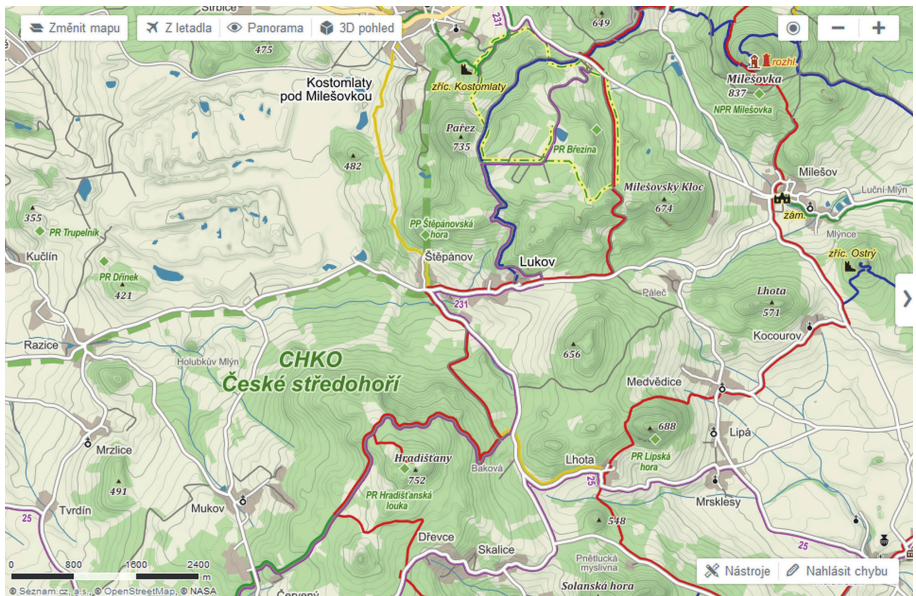 Změnit mapu
Z letadla
Panorama
3D pohled
475
Kostomlaty
pod Milešovkou
zříc. Kostomlaty
231
649
rozhl.
Milešovka
837
NPR Milešovka
Pařez
735
PR Březina
482
Milešovský Kloc
674
Milešov
Luční Mlýn
zám.
Mlýnce
355
PR Trupelník
Kučlín
PP Štěpánovská
hora
Štěpánov
Lukov
zříc. Ostrý
PR Dřínek
421
231
Páleč
Lhota
571
Kocourov
Razice
Holubkův Mlýn
CHKO
České středohoří
656
Medvědice
688
Lipá
PR Lipská
hora
Mrzlice
Hradišťany
752
Baková
Lhota
25
PR Hradišťanská
louka
491
Tvrdín
25
Mukov
Mrsklesy
548
Dřevce
Skalice
Pnětlucká
myslivna
25
Solanská hora
Červený
0 800 1600 2400
m
© Seznam.cz, a.s., © OpenStreetMap, © NASA
Nástroje
Nahlásit chybu